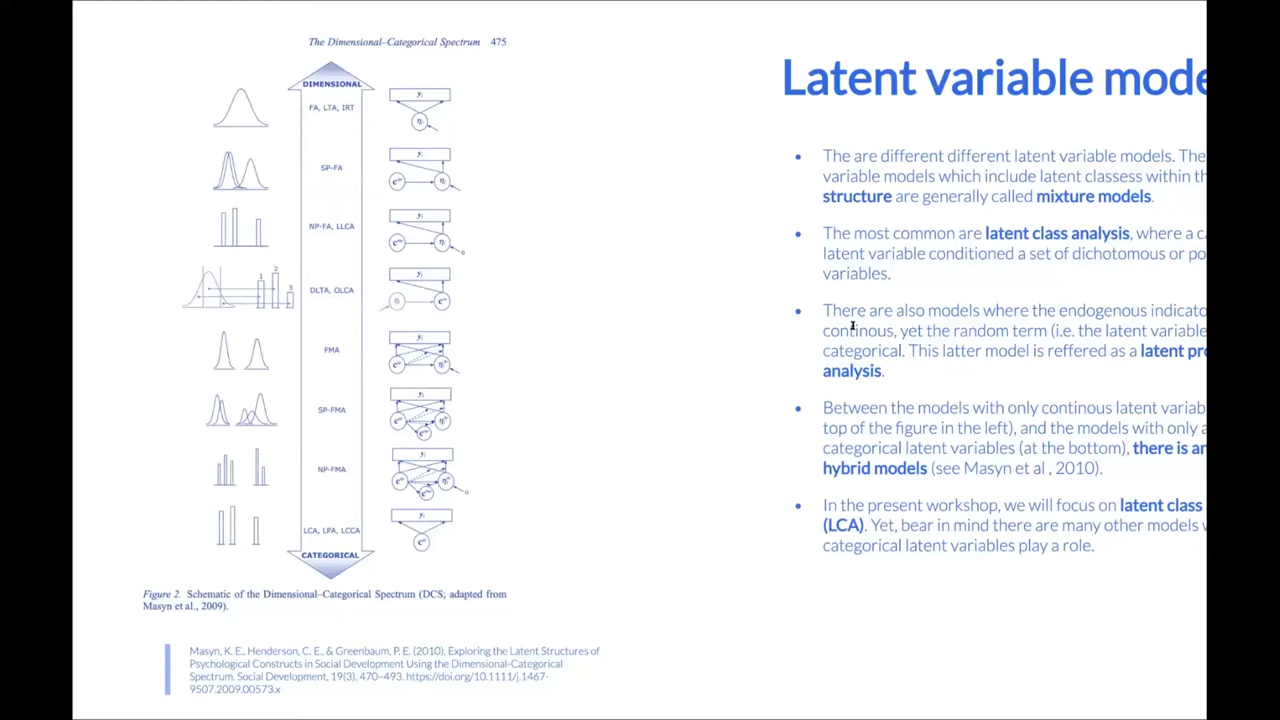 The Dimensional–Categorical Spectrum 475
DIMENSIONAL
FA, LTA, IRT
SP-FA
NP-FA, LLCA
DLTA, OLCA
1
2
3
FMA
SP-FMA
NP-FMA
LCA, LPA, LCCA
CATEGORICAL
Figure 2. Schematic of the Dimensional–Categorical Spectrum (DCS; adapted from
Masyn et al., 2009).
Masyn, K. E., Henderson, C. E., & Greenbaum, P. E. (2010). Exploring the Latent Structures of
Psychological Constructs in Social Development Using the Dimensional-Categorical
Spectrum. Social Development, 19(3), 470–493. https://doi.org/10.1111/j.1467-
9507.2009.00573.x
Latent variable mode
• The are different different latent variable models. The
variable models which include latent classess within th
structure are generally called mixture models.
• The most common are latent class analysis, where a c
latent variable conditioned a set of dichotomous or po
variables.
• There are also models where the endogenous indicato
continous, yet the random term (i.e. the latent variable
categorical. This latter model is reffered as a latent pr
analysis.
• Between the models with only continous latent variab
top of the figure in the left), and the models with only a
categorical latent variables (at the bottom), there is an
hybrid models (see Masyn et al , 2010).
• In the present workshop, we will focus on latent class
(LCA). Yet, bear in mind there are many other models w
categorical latent variables play a role.